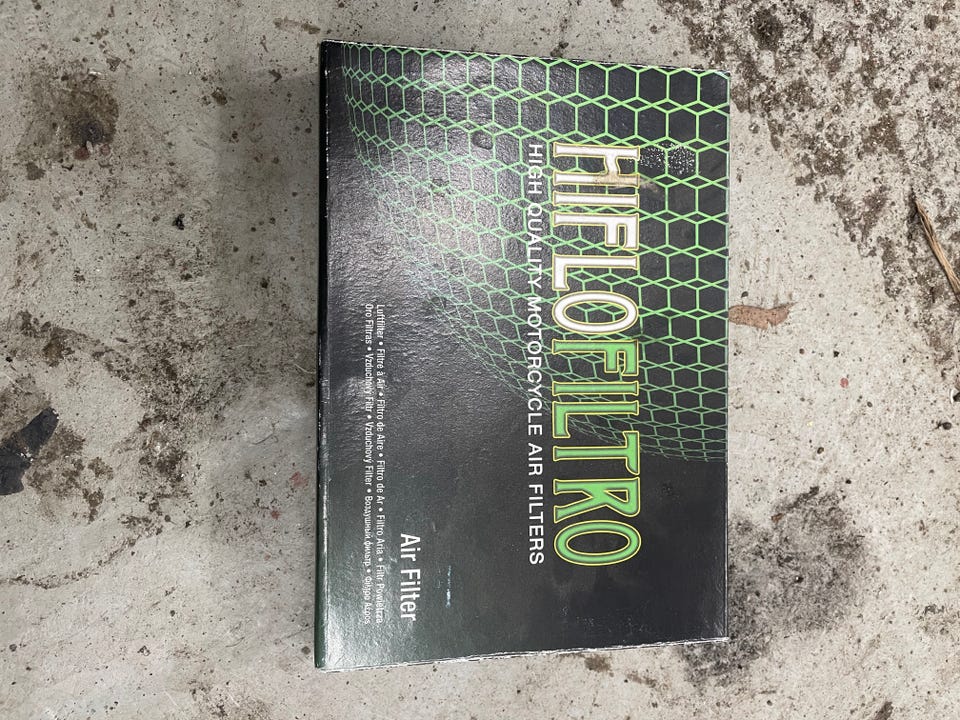 HIFLOFILTRO
HIGH QUALITY MOTORCYCLE AIR FILTERS
Air Filter
Luftfilter • Filtre à Air • Filtro de Aire • Filtro de Ar • Filtro Aria • Filtr Powietrza
Oro Filtras • Vzduchový Filtr • Vzduchový Filter • Воздушный фильтр • Φίλτρο Αέρος